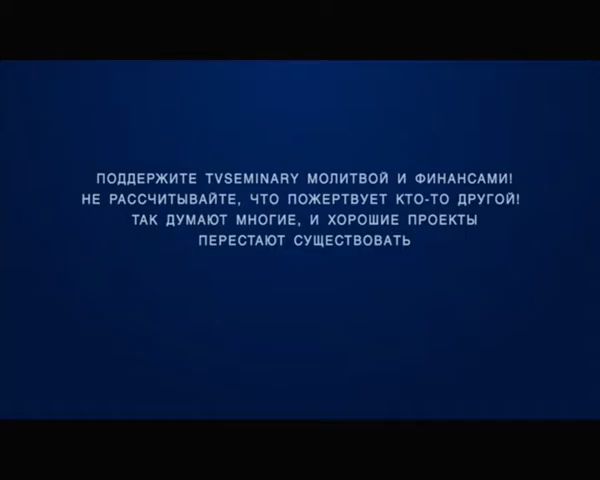 ПОДДЕРЖИТЕ TVSEMINARY МОЛИТВОЙ И ФИНАНСАМИ!
НЕ РАССЧИТЫВАЙТЕ, ЧТО ПОЖЕРТВУЕТ КТО-ТО ДРУГОЙ!
ТАК ДУМАЮТ МНОГИЕ, И ХОРОШИЕ ПРОЕКТЫ
ПЕРЕСТАЮТ СУЩЕСТВОВАТЬ